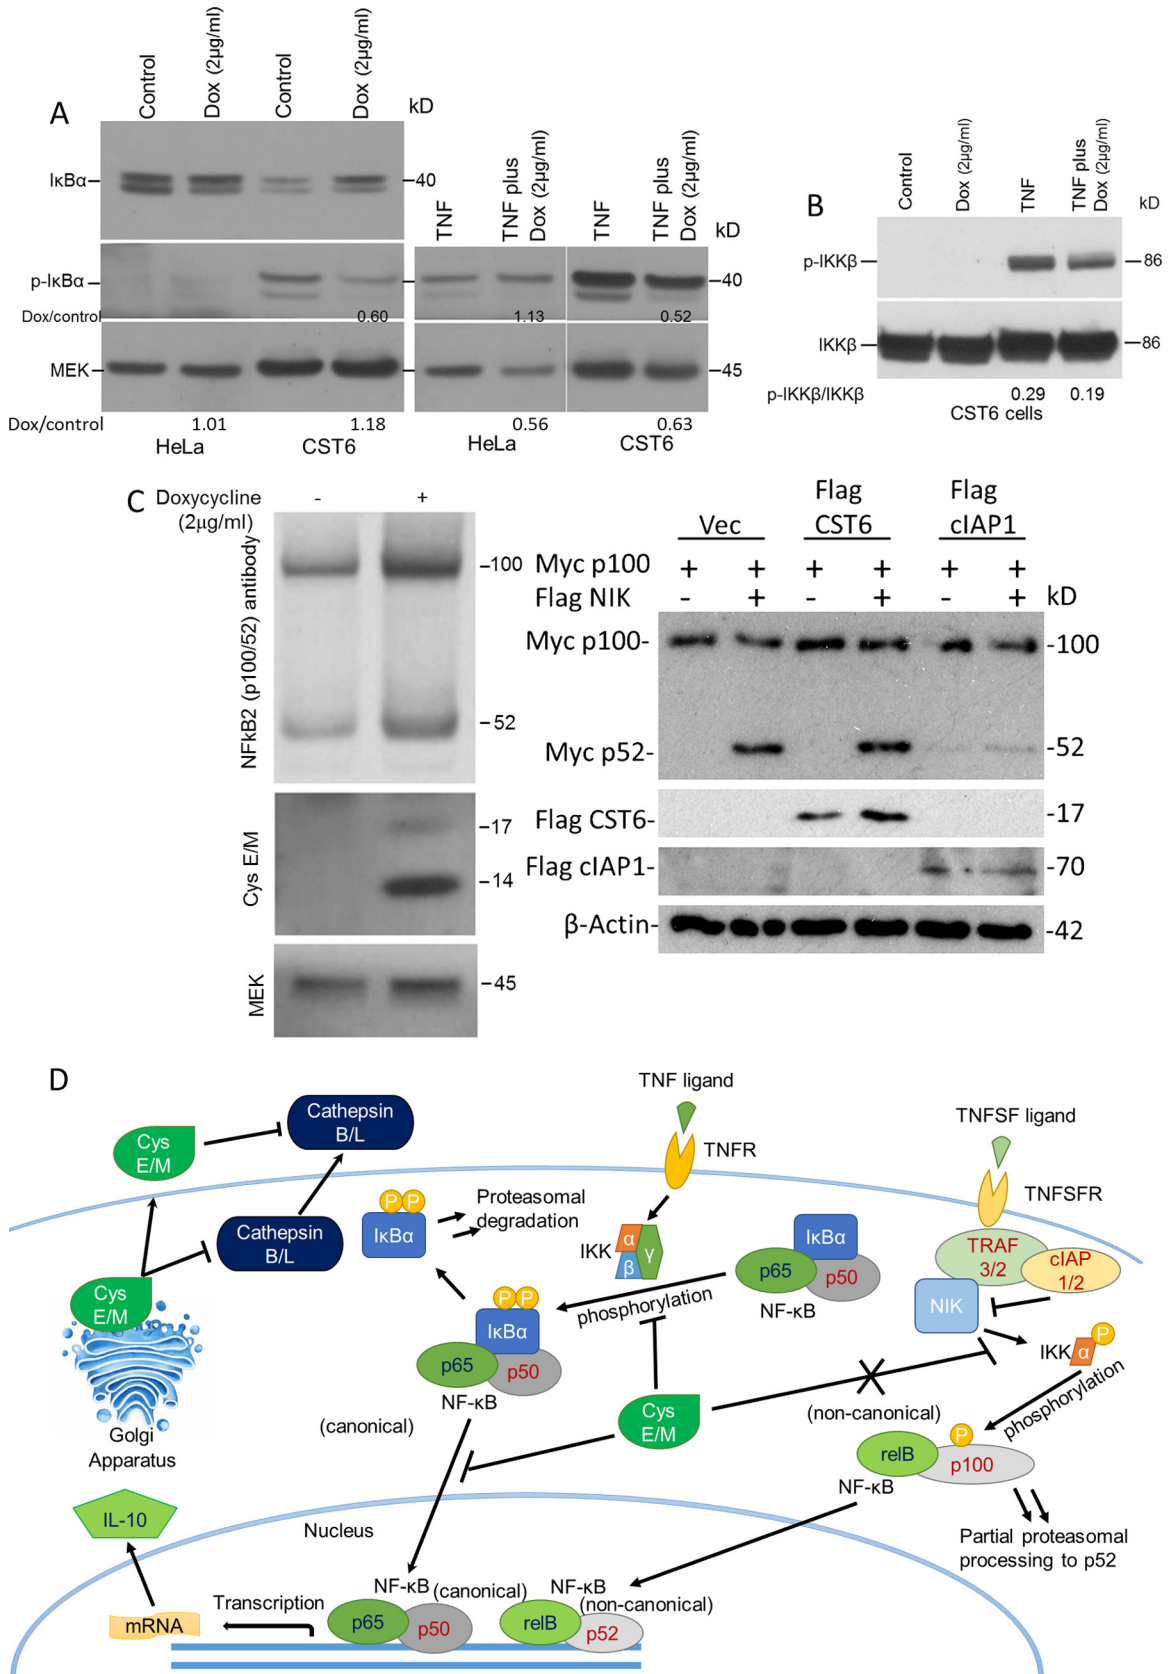 A
Control
Dox (2µg/ml)
Control
Dox (2µg/ml)
kD
IκBα
40
TNF
TNF plus
Dox (2µg/ml)
TNF
TNF plus
Dox (2µg/ml)
kD
p-IκBα
40
Dox/control
0.60
1.13
0.52
MEK
45
Dox/control
1.01
1.18
0.56
0.63
HeLa
CST6
HeLa
CST6
B
Control
Dox (2µg/ml)
TNF
TNF plus
Dox (2µg/ml)
kD
p-IKKβ
86
IKKβ
86
p-IKKβ/IKKβ
0.29
0.19
CST6 cells
C
Doxycycline
(2µg/ml)
-
+
NFkB2 (p100/52) antibody
-100
-52
Cys E/M
-17
-14
MEK
-45
Vec
Flag
CST6
Flag
cIAP1
Myc p100
+ + + + + +
Flag NIK
- + - + - +
kD
Myc p100-
-100
Myc p52-
-52
Flag CST6-
-17
Flag cIAP1-
-70
β-Actin-
-42
D
Cys
E/M
Cathepsin
B/L
Cathepsin
B/L
Cys
E/M
Golgi
Apparatus
TNF ligand
TNFR
TNFSF ligand
TNFSFR
P P
IκBα
Proteasomal
degradation
IKK
α
β
γ
IκBα
p65
p50
NF-κB
phosphorylation
P P
IκBα
p65
p50
NF-κB
(canonical)
Cys
E/M
TRAF
3/2
cIAP
1/2
NIK
IKK
α
P
phosphorylation
(non-canonical)
P
relB
p100
NF-κB
Partial proteasomal
processing to p52
IL-10
Nucleus
mRNA
Transcription
NF-κB
(canonical)
p65
p50
NF-κB
(non-canonical)
relB
p52